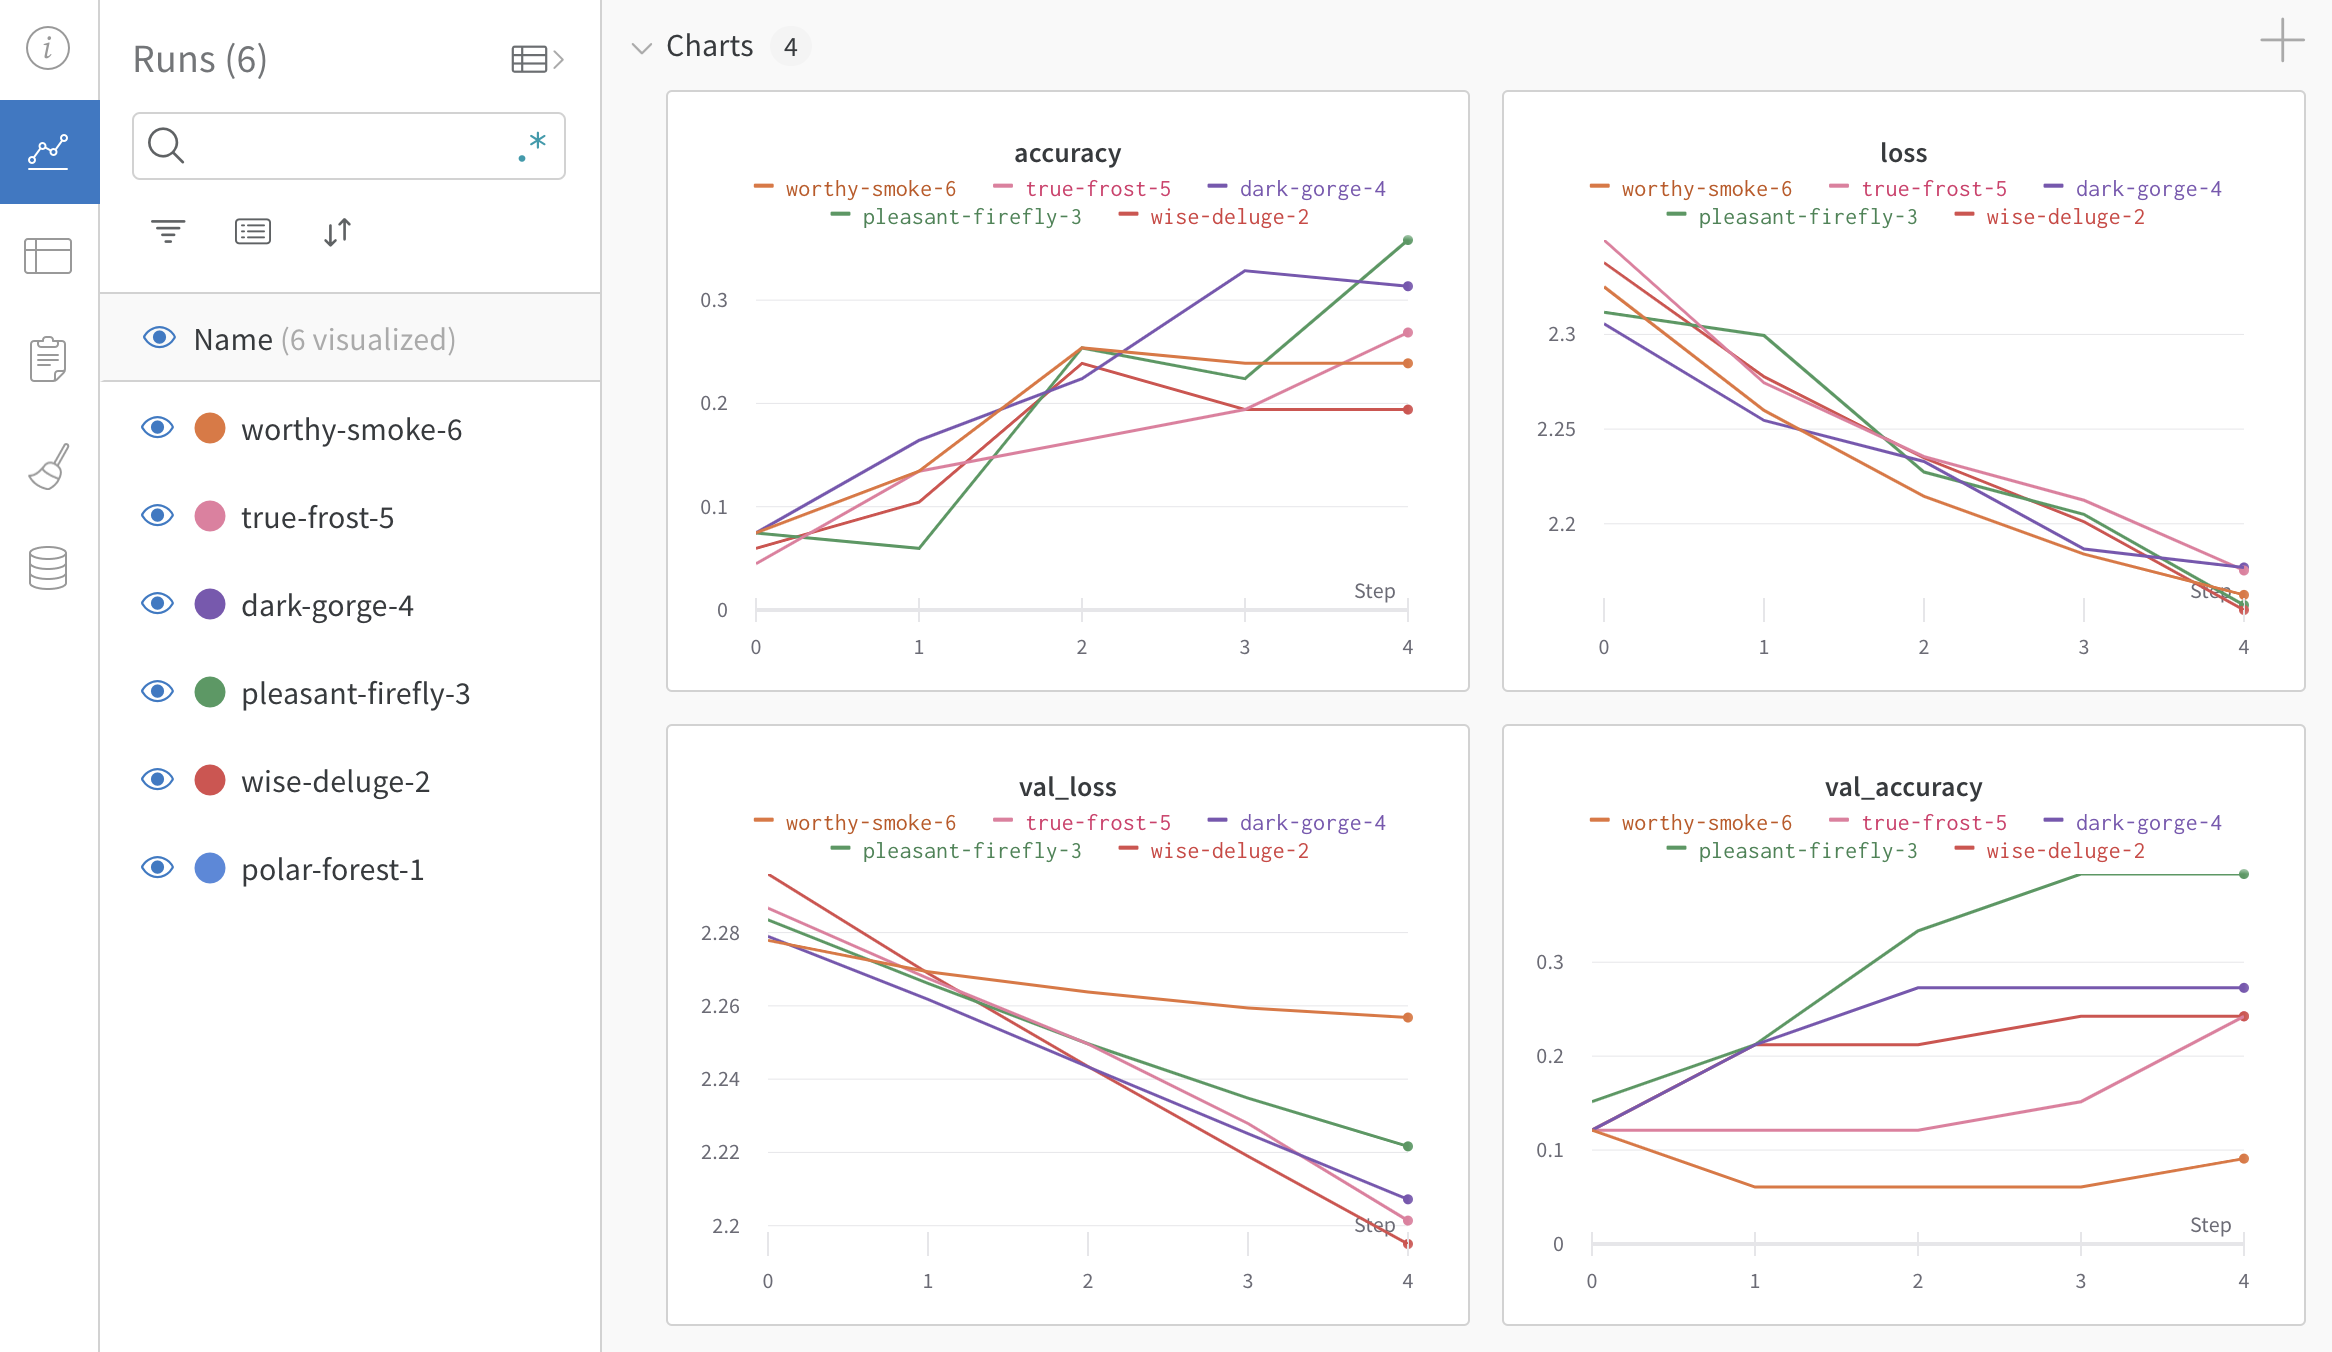 Runs (6)
.*
Name (6 visualized)
worthy-smoke-6
true-frost-5
dark-gorge-4
pleasant-firefly-3
wise-deluge-2
polar-forest-1
Charts 4
accuracy
worthy-smoke-6 true-frost-5 dark-gorge-4
pleasant-firefly-3 wise-deluge-2
0.3
0.2
0.1
0
Step
0 1 2 3 4
loss
worthy-smoke-6 true-frost-5 dark-gorge-4
pleasant-firefly-3 wise-deluge-2
2.3
2.25
2.2
Step
0 1 2 3 4
val_loss
worthy-smoke-6 true-frost-5 dark-gorge-4
pleasant-firefly-3 wise-deluge-2
2.28
2.26
2.24
2.22
2.2
Step
0 1 2 3 4
val_accuracy
worthy-smoke-6 true-frost-5 dark-gorge-4
pleasant-firefly-3 wise-deluge-2
0.3
0.2
0.1
0
Step
0 1 2 3 4